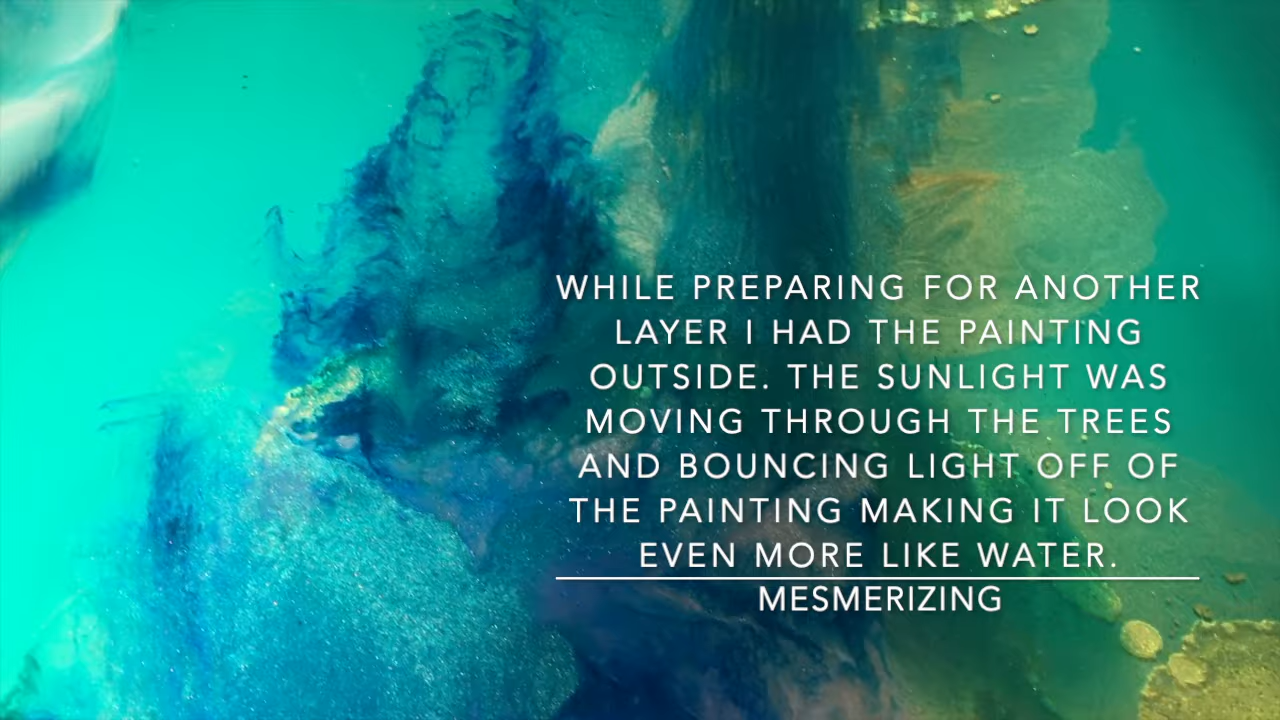 WHILE PREPARING FOR ANOTHER
LAYER I HAD THE PAINTING
OUTSIDE. THE SUNLIGHT WAS
MOVING THROUGH THE TREES
AND BOUNCING LIGHT OFF OF
THE PAINTING MAKING IT LOOK
EVEN MORE LIKE WATER.
MESMERIZING